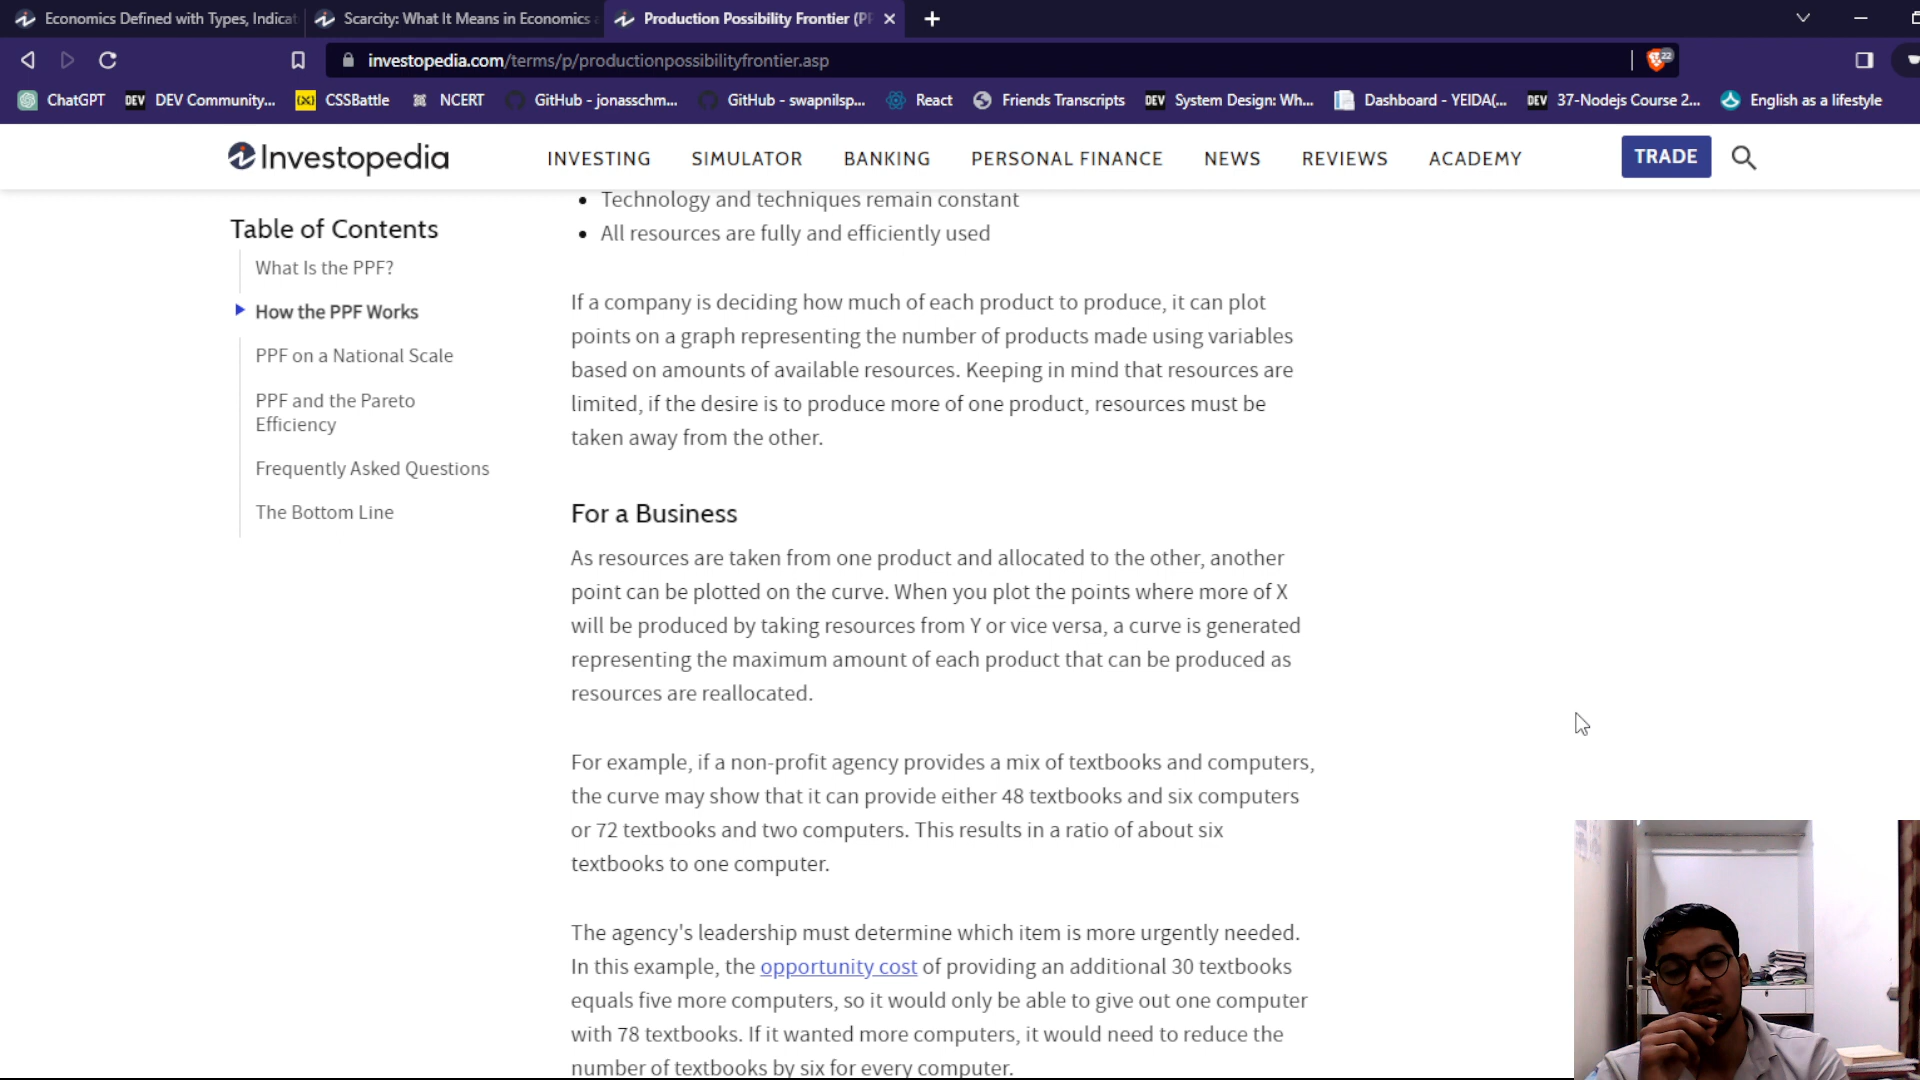 Economics Defined with Types, Indicat
Scarcity: What It Means in Economics
Production Possibility Frontier (PP
investopedia.com/terms/p/productionpossibilityfrontier.asp
22
ChatGPT
DEV DEV Community...
CSSBattle
NCERT
GitHub - jonasschm...
GitHub - swapnilsp...
React
Friends Transcripts
DEV System Design: Wh...
Dashboard - YEIDA(...
DEV 37-Nodejs Course 2...
English as a lifestyle
Investopedia
INVESTING
SIMULATOR
BANKING
PERSONAL FINANCE
NEWS
REVIEWS
ACADEMY
TRADE
Table of Contents
What Is the PPF?
How the PPF Works
PPF on a National Scale
PPF and the Pareto
Efficiency
Frequently Asked Questions
The Bottom Line
Technology and techniques remain constant
All resources are fully and efficiently used
If a company is deciding how much of each product to produce, it can plot
points on a graph representing the number of products made using variables
based on amounts of available resources. Keeping in mind that resources are
limited, if the desire is to produce more of one product, resources must be
taken away from the other.
For a Business
As resources are taken from one product and allocated to the other, another
point can be plotted on the curve. When you plot the points where more of X
will be produced by taking resources from Y or vice versa, a curve is generated
representing the maximum amount of each product that can be produced as
resources are reallocated.
For example, if a non-profit agency provides a mix of textbooks and computers,
the curve may show that it can provide either 48 textbooks and six computers
or 72 textbooks and two computers. This results in a ratio of about six
textbooks to one computer.
The agency's leadership must determine which item is more urgently needed.
In this example, the opportunity cost of providing an additional 30 textbooks
equals five more computers, so it would only be able to give out one computer
with 78 textbooks. If it wanted more computers, it would need to reduce the
number of textbooks by six for every computer.